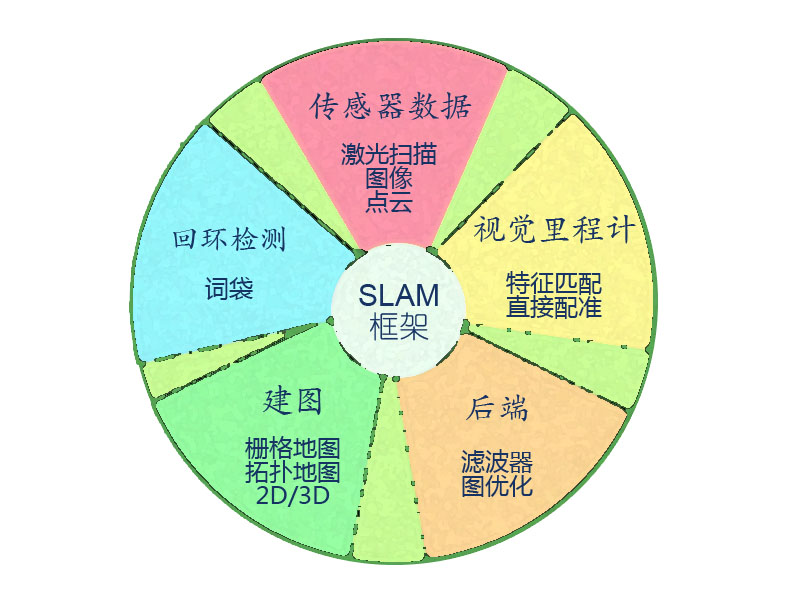 传感器数据
激光扫描
图像
点云
视觉里程计
特征匹配
直接配准
后端
滤波器
图优化
建图
栅格地图
拓扑地图
2D/3D
回环检测
词袋
SLAM
框架